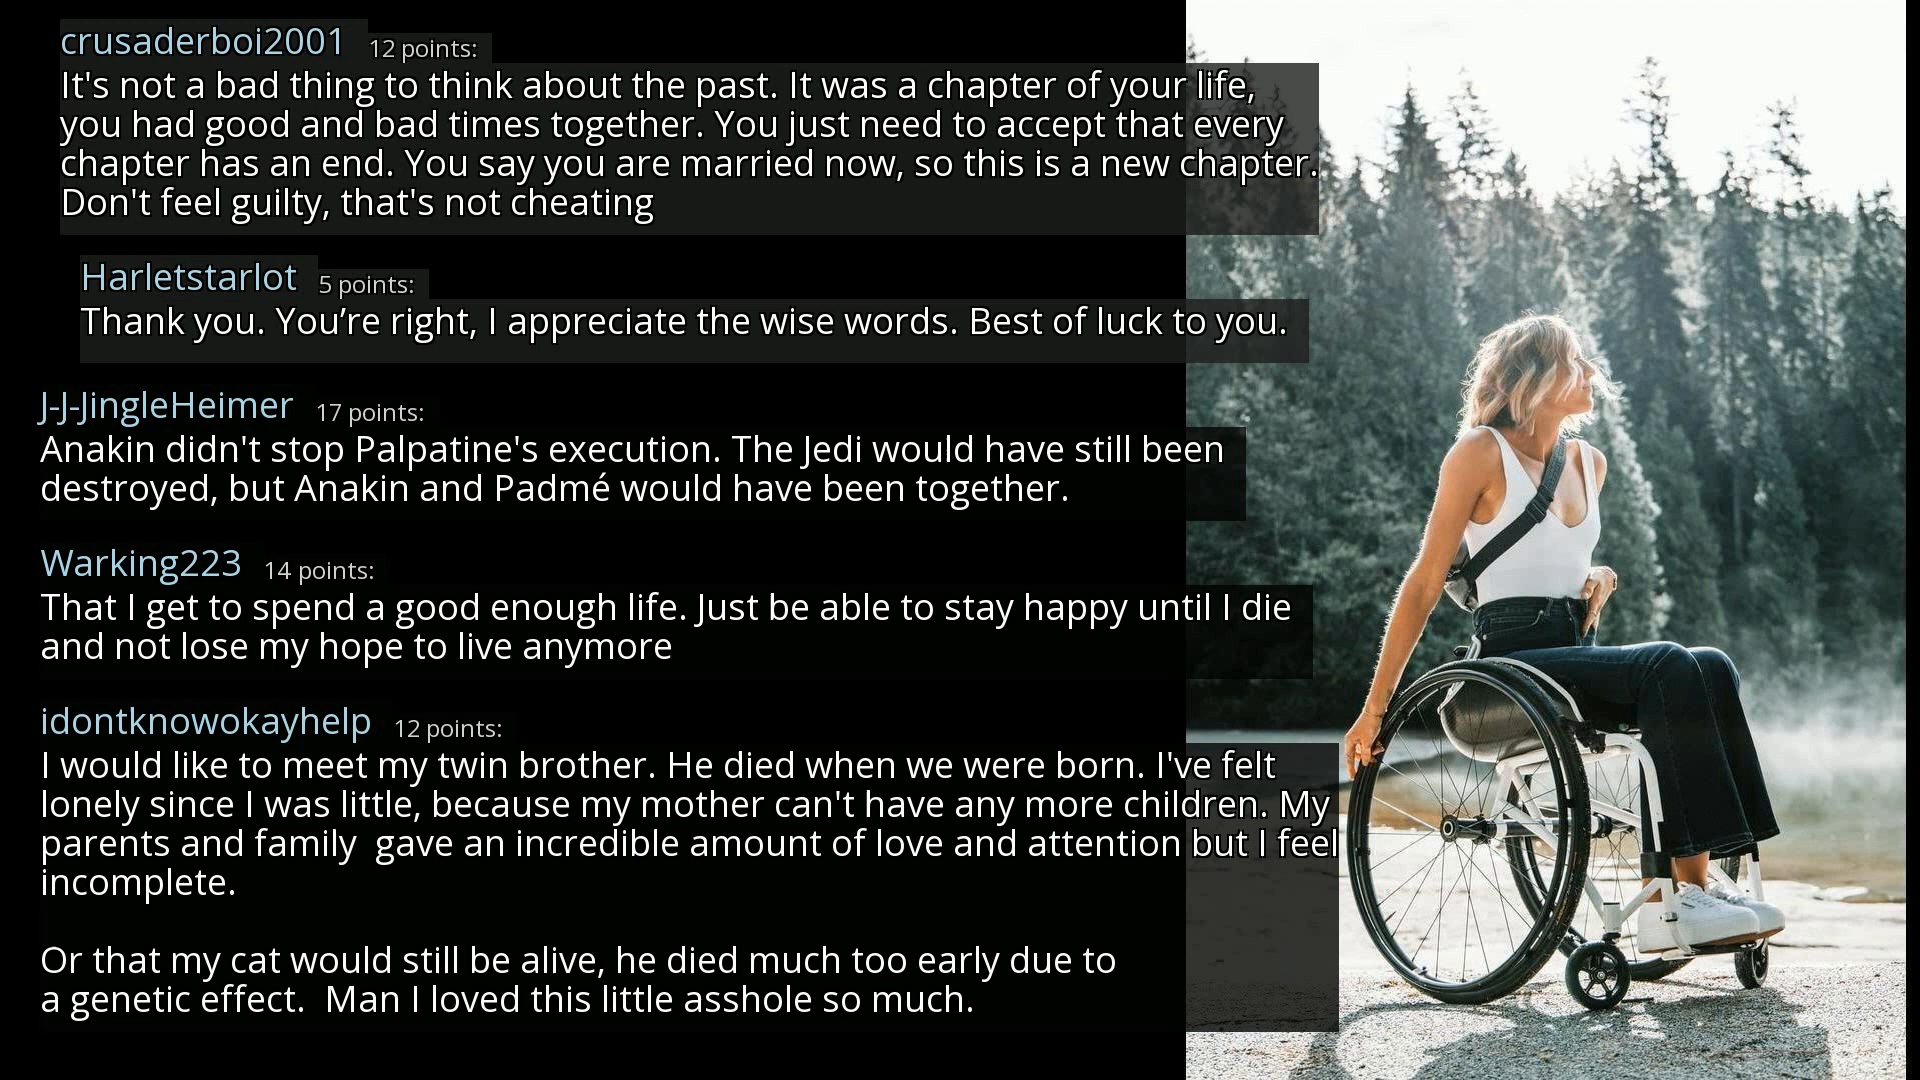 crusaderboi2001 12 points:
It's not a bad thing to think about the past. It was a chapter of your life,
you had good and bad times together. You just need to accept that every
chapter has an end. You say you are married now, so this is a new chapter.
Don't feel guilty, that's not cheating
Harletstarlot 5 points:
Thank you. You’re right, I appreciate the wise words. Best of luck to you.
J-J-JingleHeimer 17 points:
Anakin didn't stop Palpatine's execution. The Jedi would have still been
destroyed, but Anakin and Padmé would have been together.
Warking223 14 points:
That I get to spend a good enough life. Just be able to stay happy until I die
and not lose my hope to live anymore
idontknowokayhelp 12 points:
I would like to meet my twin brother. He died when we were born. I've felt
lonely since I was little, because my mother can't have any more children. My
parents and family  gave an incredible amount of love and attention but I feel
incomplete.
Or that my cat would still be alive, he died much too early due to
a genetic effect.  Man I loved this little asshole so much.